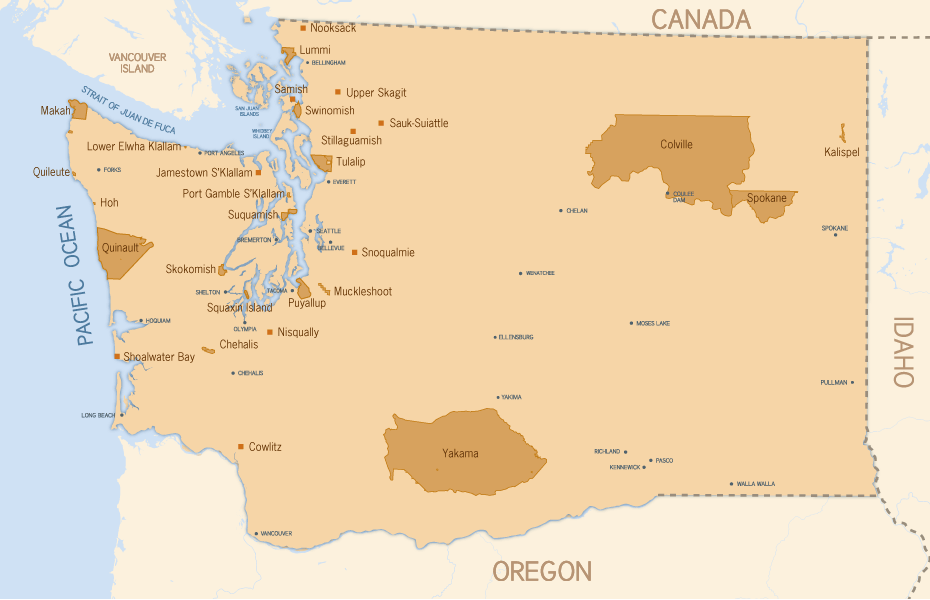 CANADA
Nooksack
Lummi
BELLINGHAM
VANCOUVER
ISLAND
Samish
Upper Skagit
STRAIT OF JUAN DE FUCA
Makah
SAN JUAN
ISLANDS
Swinomish
Sauk-Suiattle
WHIDBEY
ISLAND
Stillaguamish
Lower Elwha Klallam
PORT ANGELES
Colville
Kalispel
Tulalip
Quileute
FORKS
Jamestown S'Klallam
EVERETT
Port Gamble S'Klallam
COULEE
DAM
Spokane
Hoh
Suquamish
CHELAN
PACIFIC OCEAN
SEATTLE
SPOKANE
BREMERTON
BELLEVUE
Quinault
Snoqualmie
Skokomish
WENATCHEE
SHELTON
TACOMA
Muckleshoot
Puyallup
Squaxin Island
HOQUIAM
OLYMPIA
Nisqually
MOSES LAKE
ELLENSBURG
IDAHO
Chehalis
Shoalwater Bay
CHEHALIS
PULLMAN
YAKIMA
LONG BEACH
Cowlitz
Yakama
RICHLAND
PASCO
KENNEWICK
WALLA WALLA
VANCOUVER
OREGON